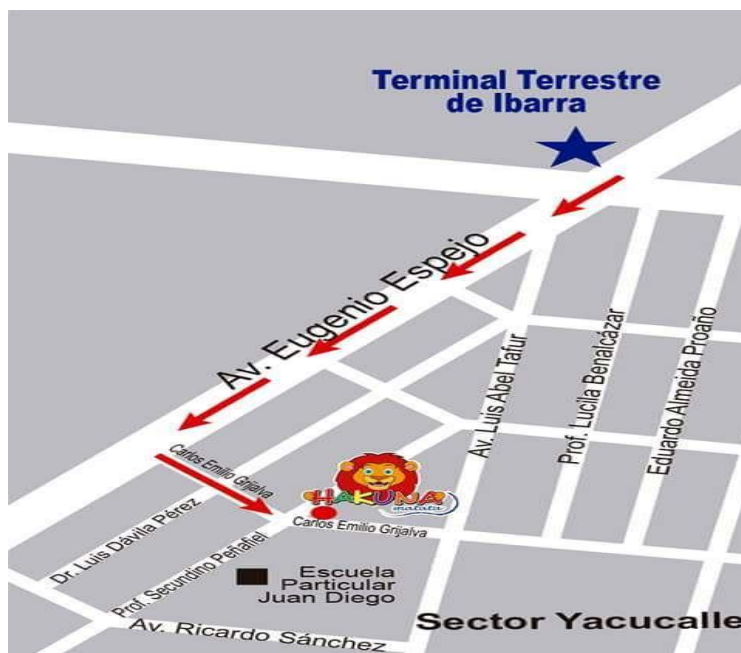 Terminal Terrestre
de Ibarra
Av. Eugenio Espejo
Av. Luis Abel Tafur
Prof. Lucila Benalcázar
Eduardo Almeida Proaño
Carlos Emilio Grijalva
HAKUNA
matata
Carlos Emilio Grijalva
Dr. Luis Dávila Pérez
Prof. Secundino Peñafiel
Escuela
Particular
Juan Diego
Sector Yacucalle
Av. Ricardo Sánchez